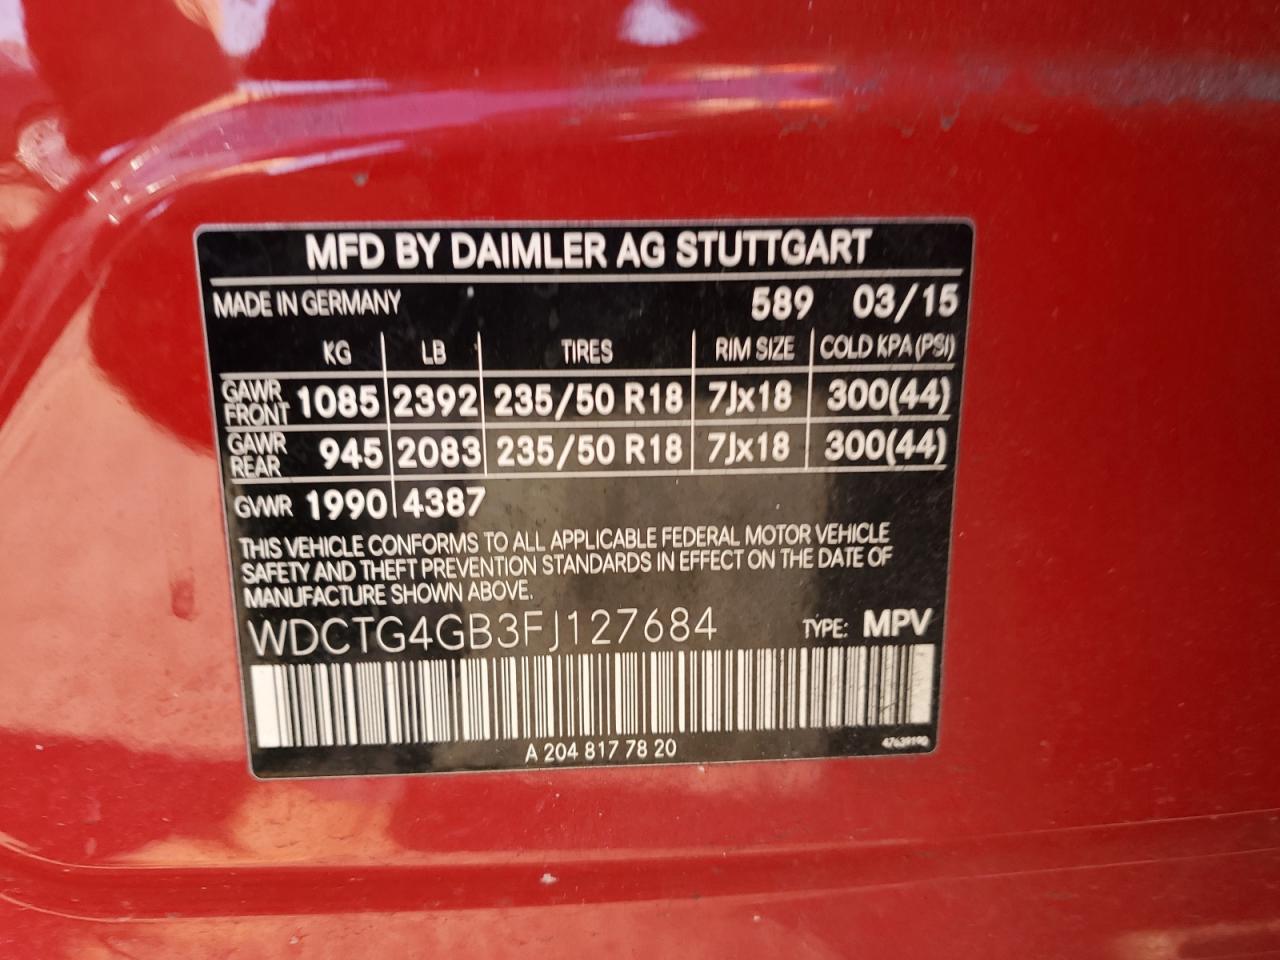 MFD BY DAIMLER AG STUTTGART
MADE IN GERMANY 589 03/15
KG LB TIRES RIM SIZE COLD KPA (PSI)
GAWR FRONT 1085 2392 235/50 R18 7Jx18 300(44)
GAWR REAR 945 2083 235/50 R18 7Jx18 300(44)
GVWR 1990 4387
THIS VEHICLE CONFORMS TO ALL APPLICABLE FEDERAL MOTOR VEHICLE
SAFETY AND THEFT PREVENTION STANDARDS IN EFFECT ON THE DATE OF
MANUFACTURE SHOWN ABOVE.
WDCTG4GB3FJ127684 TYPE: MPV
A 204 817 78 20 47639190